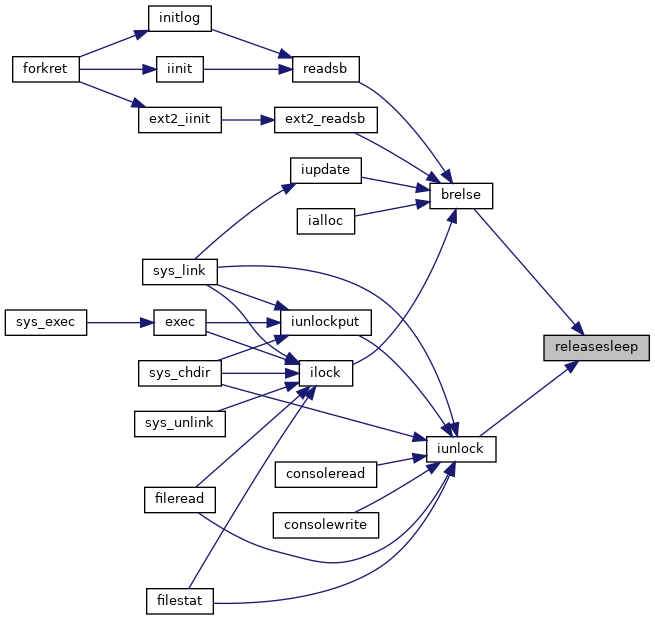 initlog
forkret
iinit
readsb
ext2_iinit
ext2_readsb
iupdate
brelse
ialloc
sys_link
sys_exec
exec
iunlockput
releasesleep
sys_chdir
ilock
sys_unlink
iunlock
consoleread
fileread
consolewrite
filestat